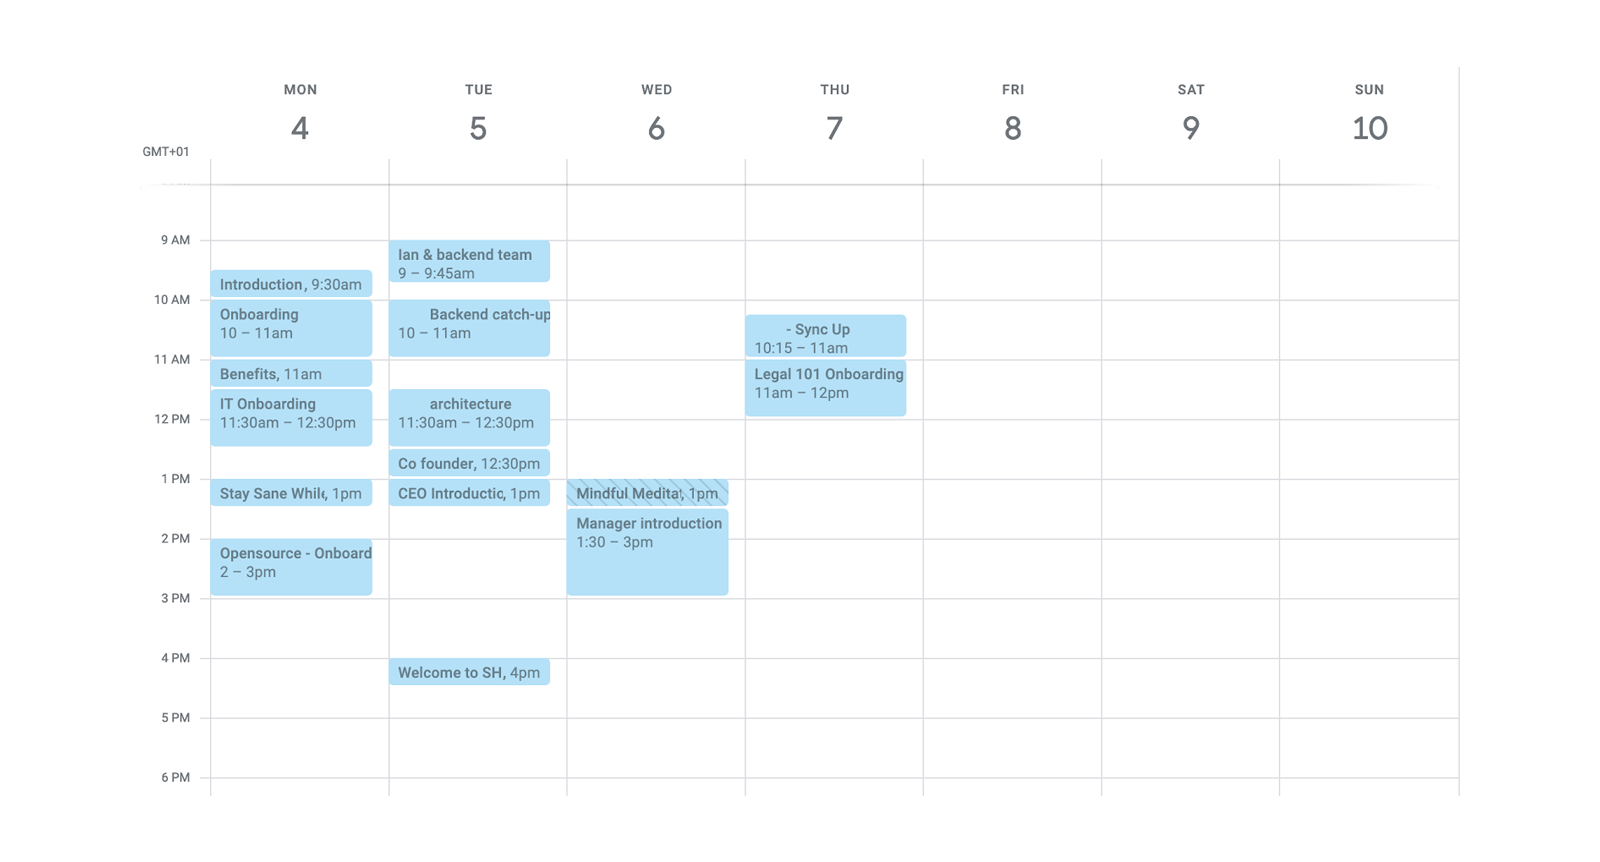 MON
TUE
WED
THU
FRI
SAT
SUN
4
5
6
7
8
9
10
GMT+01
9 AM
10 AM
11 AM
12 PM
1 PM
2 PM
3 PM
4 PM
5 PM
6 PM
Introduction, 9:30am
Onboarding
10 – 11am
Benefits, 11am
IT Onboarding
11:30am – 12:30pm
Stay Sane Whil, 1pm
Opensource - Onboard
2 – 3pm
Ian & backend team
9 – 9:45am
Backend catch-up
10 – 11am
architecture
11:30am – 12:30pm
Co founder, 12:30pm
CEO Introductic, 1pm
Welcome to SH, 4pm
Mindful Medita, 1pm
Manager introduction
1:30 – 3pm
- Sync Up
10:15 – 11am
Legal 101 Onboarding
11am – 12pm